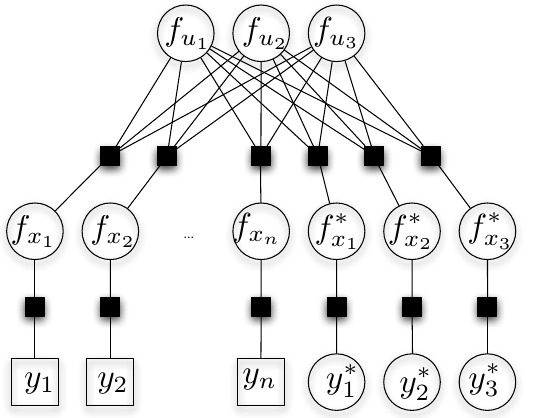 f_{u_1} f_{u_2} f_{u_3}
f_{x_1} f_{x_2} ... f_{x_n} f^*_{x_1} f^*_{x_2} f^*_{x_3}
y_1 y_2 y_n y^*_1 y^*_2 y^*_3